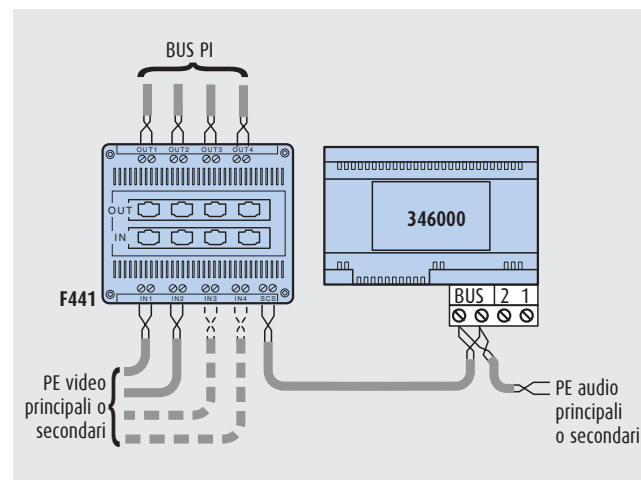 BUS PI
OUT1 OUT2 OUT3 OUT4
OUT
IN
346000
F441
IN1 IN2 IN3 IN4 SCS
BUS 2 1
PE video
principali o
secondari
PE audio
principali
o secondari